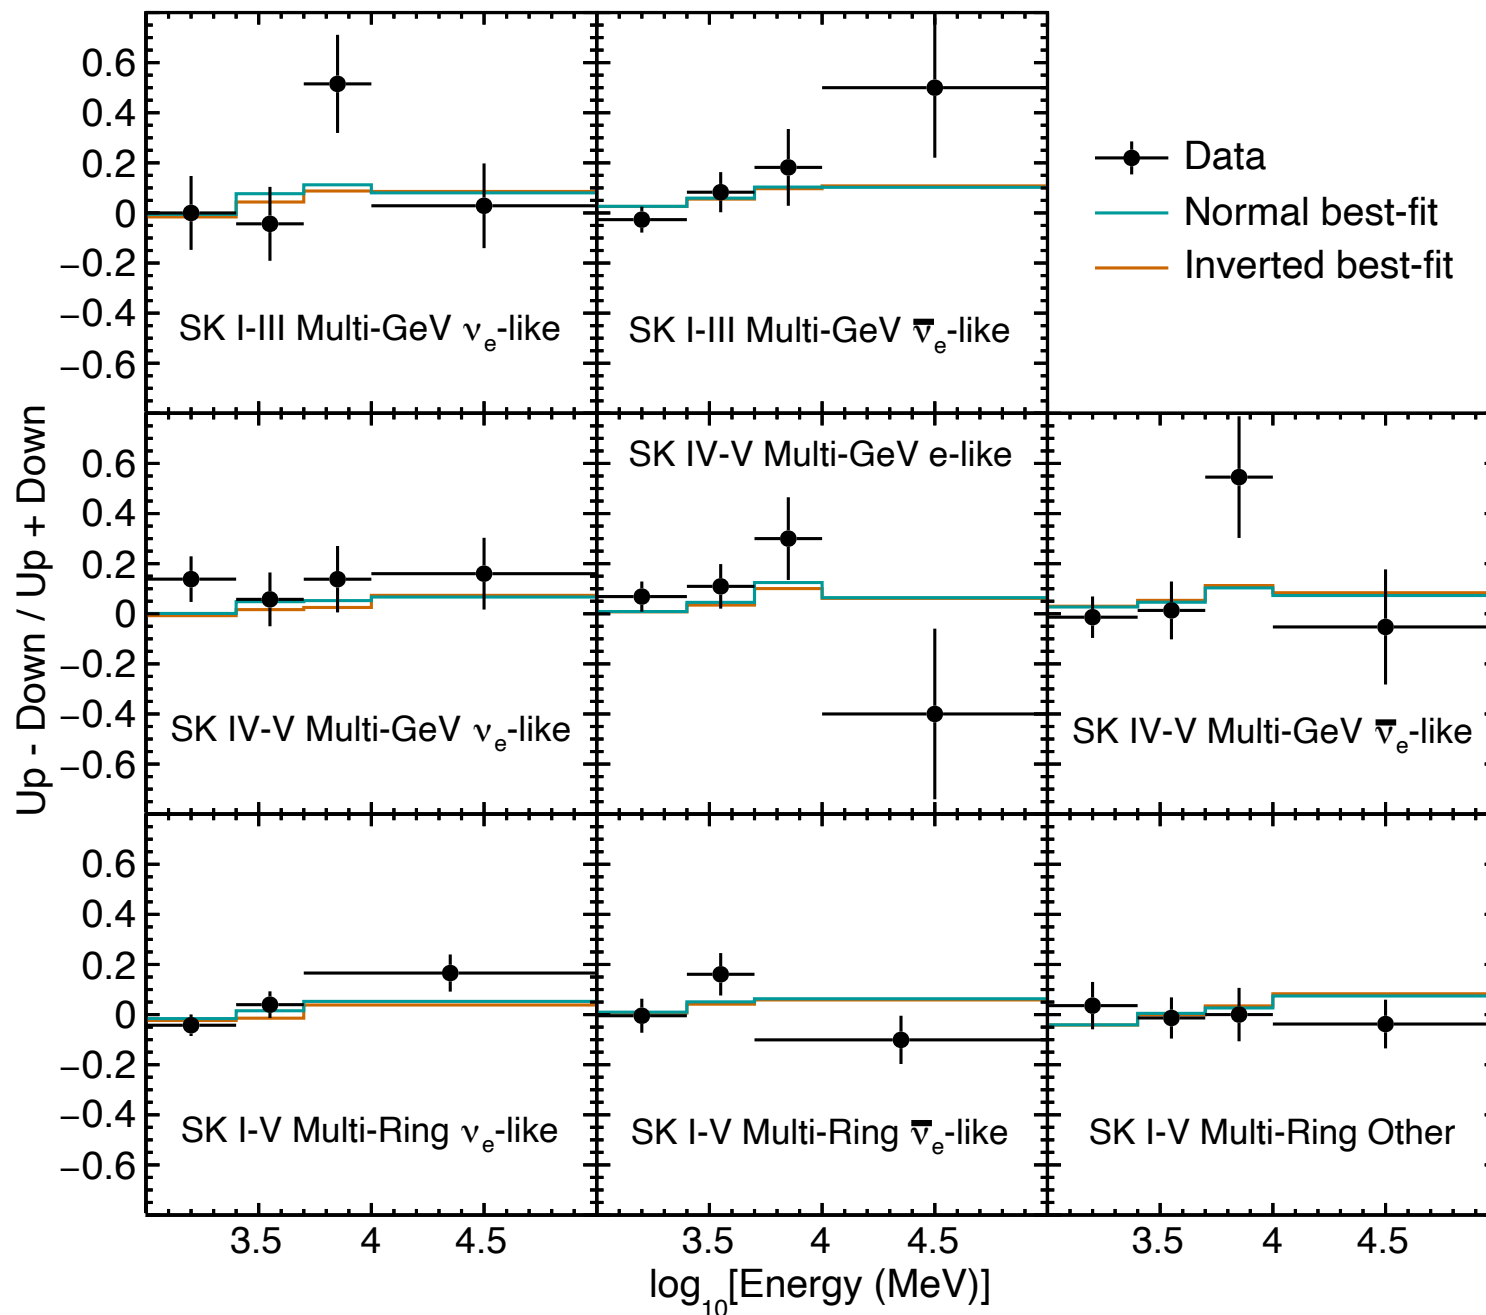 0.6
0.4
0.2
0
−0.2
−0.4
−0.6
SK I-III Multi-GeV νₑ-like
SK I-III Multi-GeV ν̅ₑ-like
Data
Normal best-fit
Inverted best-fit
Up - Down / Up + Down
0.6
0.4
0.2
0
−0.2
−0.4
−0.6
SK IV-V Multi-GeV νₑ-like
SK IV-V Multi-GeV e-like
SK IV-V Multi-GeV ν̅ₑ-like
0.6
0.4
0.2
0
−0.2
−0.4
−0.6
SK I-V Multi-Ring νₑ-like
SK I-V Multi-Ring ν̅ₑ-like
SK I-V Multi-Ring Other
3.5 4 4.5 3.5 4 4.5 3.5 4 4.5
log₁₀[Energy (MeV)]